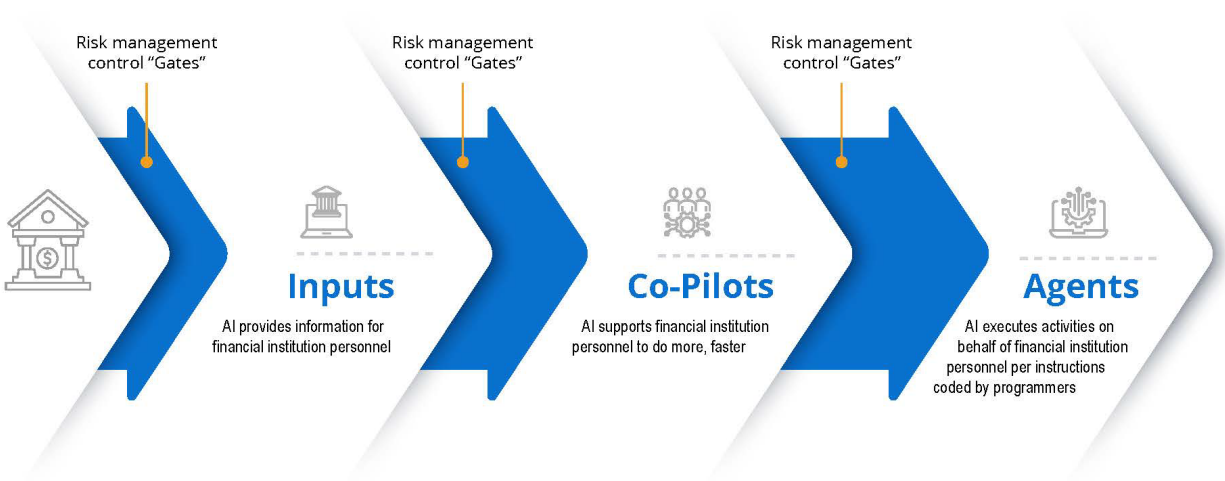 Risk management
control “Gates”
Risk management
control “Gates”
Risk management
control “Gates”
$
Inputs
AI provides information for
financial institution personnel
Co-Pilots
AI supports financial institution
personnel to do more, faster
Agents
AI executes activities on
behalf of financial institution
personnel per instructions
coded by programmers